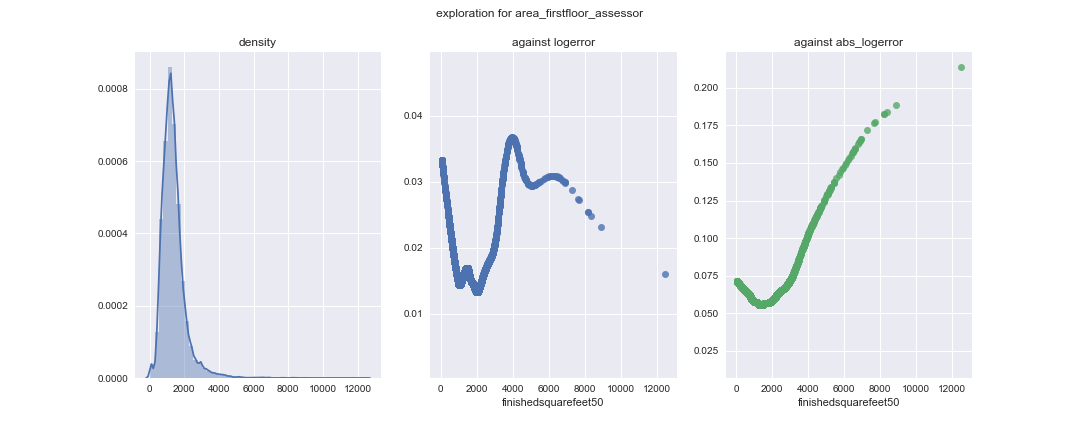 exploration for area_firstfloor_assessor
density
0.0008
0.0006
0.0004
0.0002
0.0000
0 2000 4000 6000 8000 10000 12000
against logerror
0.04
0.03
0.02
0.01
0 2000 4000 6000 8000 10000 12000
finishedsquarefeet50
against abs_logerror
0.200
0.175
0.150
0.125
0.100
0.075
0.050
0.025
0 2000 4000 6000 8000 10000 12000
finishedsquarefeet50